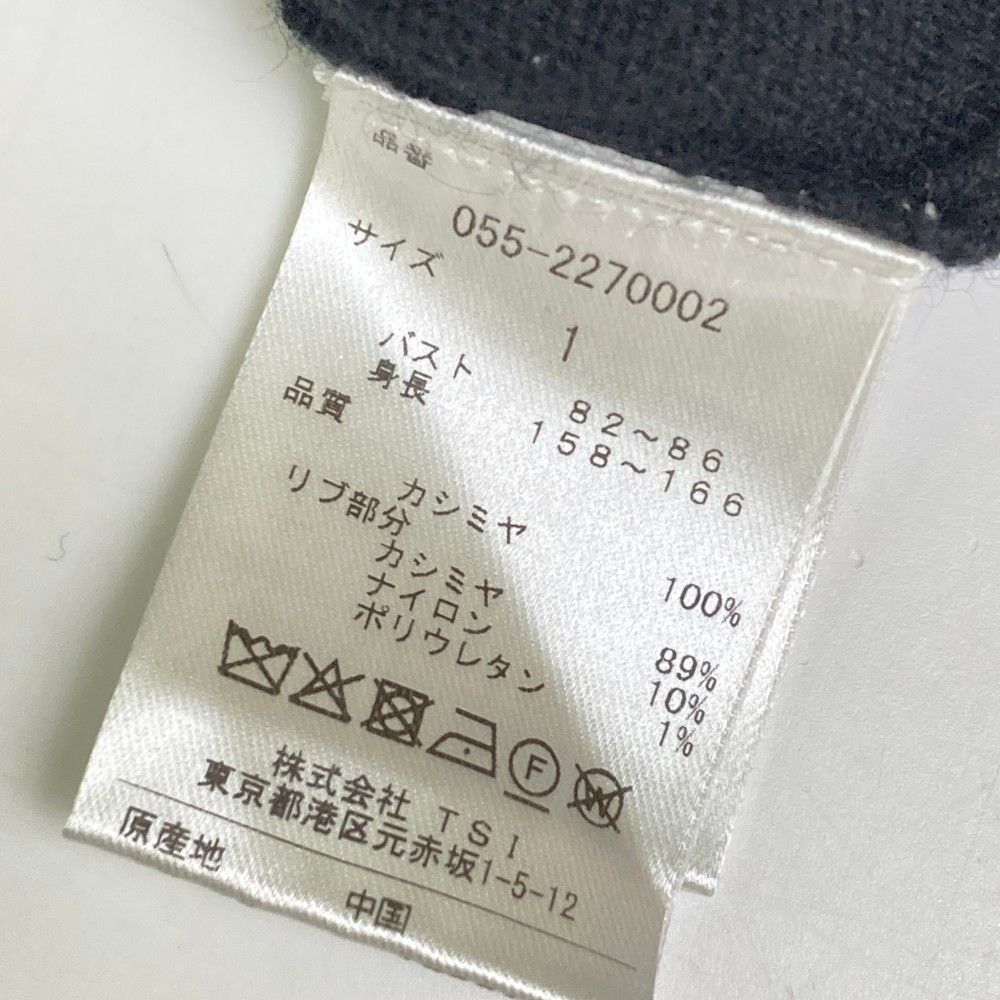 品番
055-2270002
サイズ
1
バスト 82～86
身長 158～166
品質
カシミヤ 100%
リブ部分
カシミヤ 89%
ナイロン 10%
ポリウレタン 1%
F W
株式会社 TSI
東京都港区元赤坂1-5-12
原産地
中国